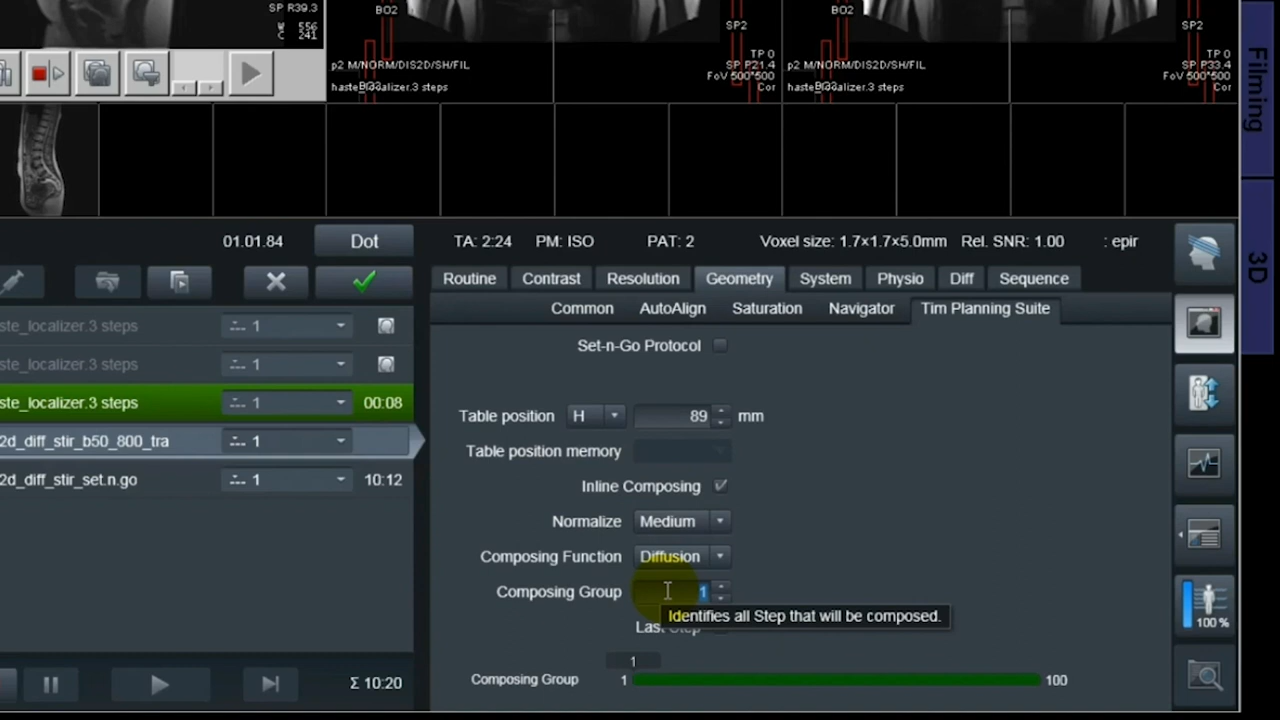 SP R39.3
W 556
C 241
BO2
SP2
p2 M/NORM/DIS2D/SH/FIL
TP 0
SP P21.4
FoV 500*500
haste_localizer.3 steps
Cor
BO2
SP2
p2 M/NORM/DIS2D/SH/FIL
TP 0
SP P33.4
FoV 500*500
haste_localizer.3 steps
Cor
Filming
3D
01.01.84
Dot
TA: 2:24 PM: ISO PAT: 2 Voxel size: 1.7×1.7×5.0mm Rel. SNR: 1.00 : epir
Routine Contrast Resolution Geometry System Physio Diff Sequence
Common AutoAlign Saturation Navigator Tim Planning Suite
ste_localizer.3 steps 1
ste_localizer.3 steps 1
ste_localizer.3 steps 1 00:08
2d_diff_stir_b50_800_tra 1
2d_diff_stir_set.n.go 1 10:12
Σ 10:20
Set-n-Go Protocol
Table position H 89 mm
Table position memory
Inline Composing
Normalize Medium
Composing Function Diffusion
Composing Group 1
Identifies all Step that will be composed.
Last Step
1
Composing Group 1 100
100 %